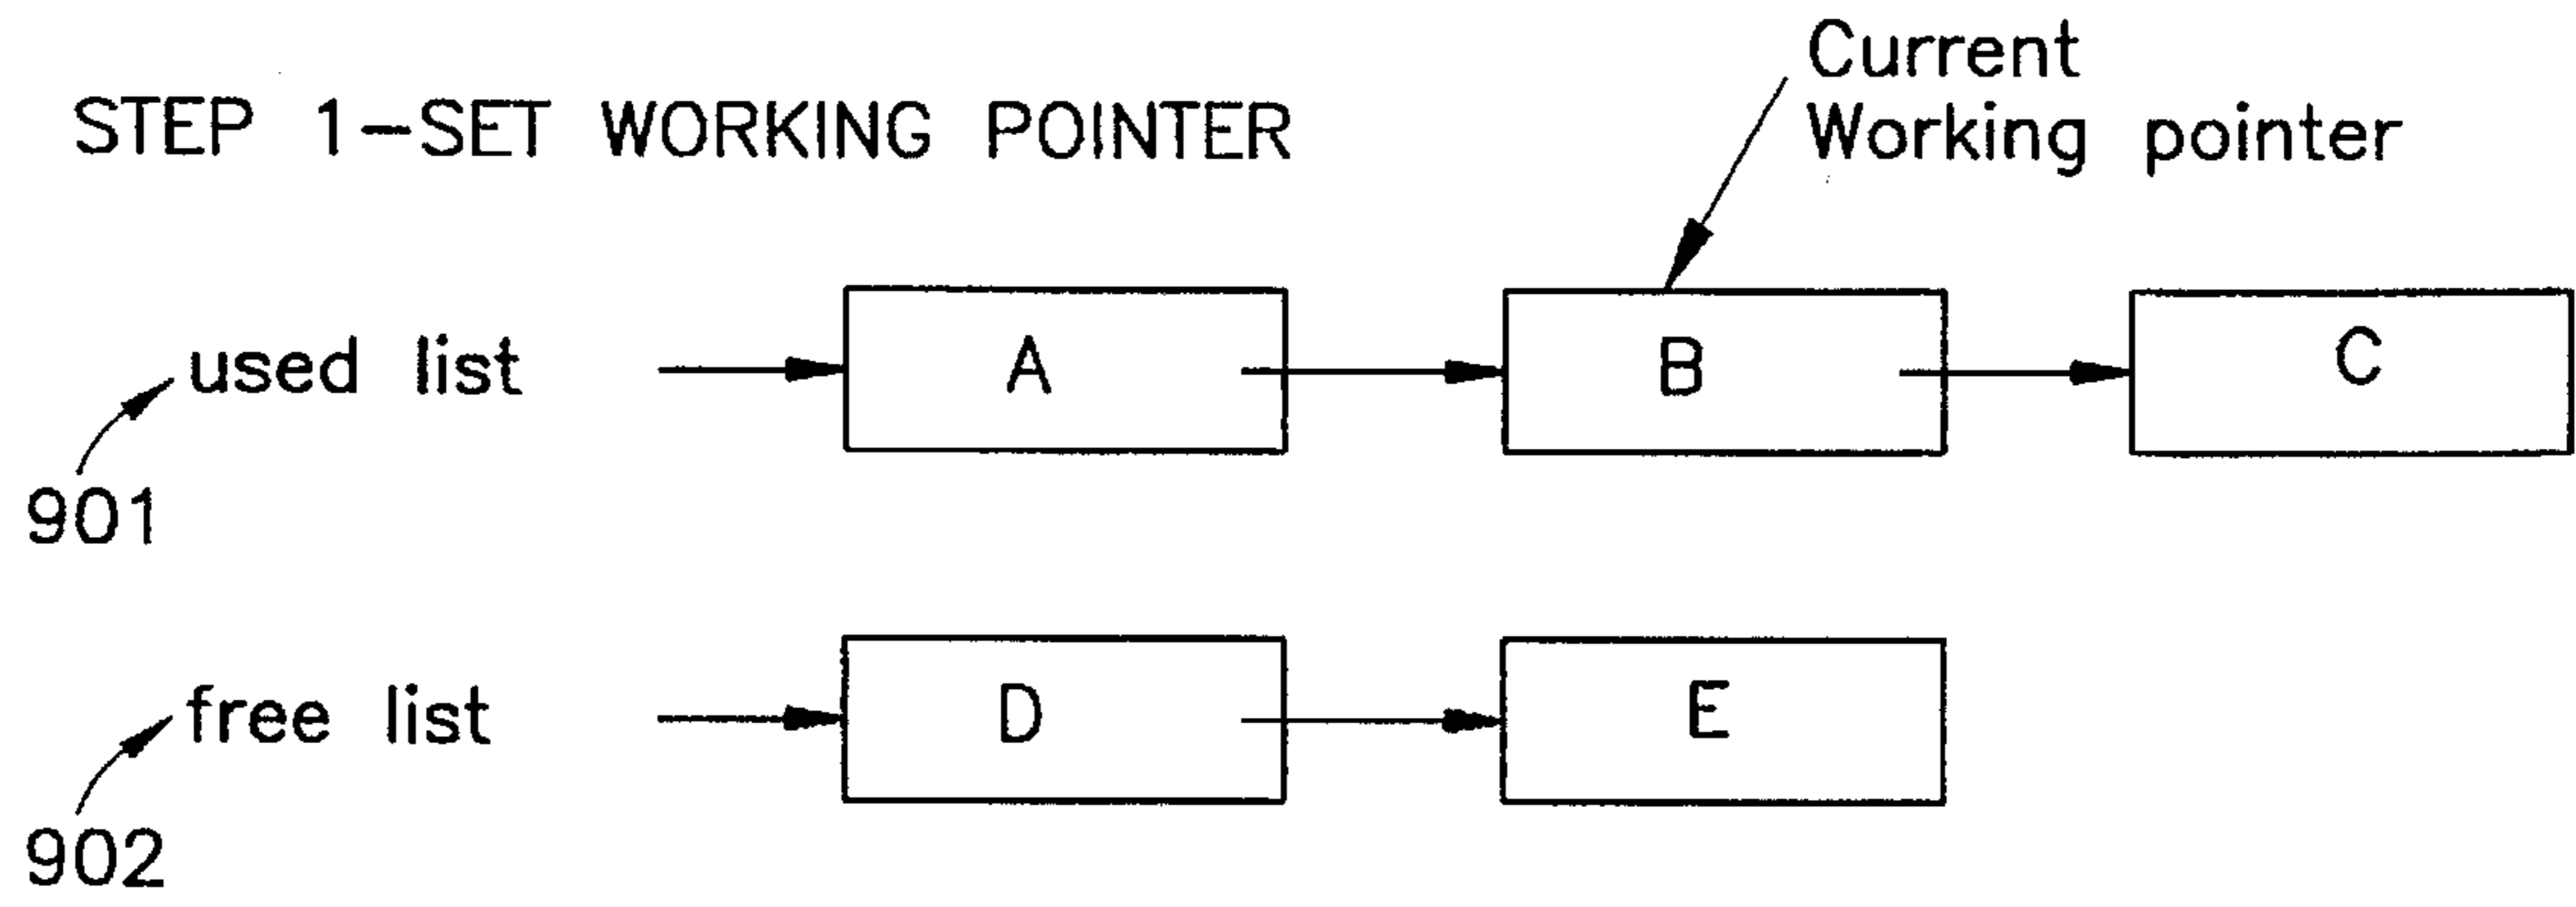 Current
STEP 1-SET WORKING POINTER
Working pointer
used list
A
B
C
901
free list
D
E
902